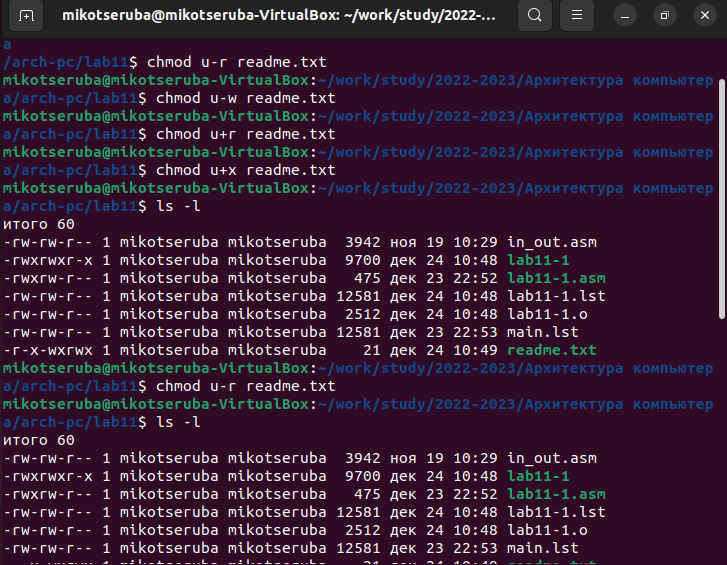 mikotseruba@mikotseruba-VirtualBox: ~/work/study/2022-...
а
/arch-pc/lab11$ chmod u-r readme.txt
mikotseruba@mikotseruba-VirtualBox:~/work/study/2022-2023/Архитектура компьютер
а/arch-pc/lab11$ chmod u-w readme.txt
mikotseruba@mikotseruba-VirtualBox:~/work/study/2022-2023/Архитектура компьютер
а/arch-pc/lab11$ chmod u+r readme.txt
mikotseruba@mikotseruba-VirtualBox:~/work/study/2022-2023/Архитектура компьютер
а/arch-pc/lab11$ chmod u+x readme.txt
mikotseruba@mikotseruba-VirtualBox:~/work/study/2022-2023/Архитектура компьютер
а/arch-pc/lab11$ ls -l
итого 60
-rw-rw-r-- 1 mikotseruba mikotseruba  3942 ноя 19 10:29 in_out.asm
-rwxrwxr-x 1 mikotseruba mikotseruba  9700 дек 24 10:48 lab11-1
-rwxrw-r-- 1 mikotseruba mikotseruba   475 дек 23 22:52 lab11-1.asm
-rw-rw-r-- 1 mikotseruba mikotseruba 12581 дек 24 10:48 lab11-1.lst
-rw-rw-r-- 1 mikotseruba mikotseruba  2512 дек 24 10:48 lab11-1.o
-rw-rw-r-- 1 mikotseruba mikotseruba 12581 дек 23 22:53 main.lst
-r-x-wxrwx 1 mikotseruba mikotseruba    21 дек 24 10:49 readme.txt
mikotseruba@mikotseruba-VirtualBox:~/work/study/2022-2023/Архитектура компьютер
а/arch-pc/lab11$ chmod u-r readme.txt
mikotseruba@mikotseruba-VirtualBox:~/work/study/2022-2023/Архитектура компьютер
а/arch-pc/lab11$ ls -l
итого 60
-rw-rw-r-- 1 mikotseruba mikotseruba  3942 ноя 19 10:29 in_out.asm
-rwxrwxr-x 1 mikotseruba mikotseruba  9700 дек 24 10:48 lab11-1
-rwxrw-r-- 1 mikotseruba mikotseruba   475 дек 23 22:52 lab11-1.asm
-rw-rw-r-- 1 mikotseruba mikotseruba 12581 дек 24 10:48 lab11-1.lst
-rw-rw-r-- 1 mikotseruba mikotseruba  2512 дек 24 10:48 lab11-1.o
-rw-rw-r-- 1 mikotseruba mikotseruba 12581 дек 23 22:53 main.lst